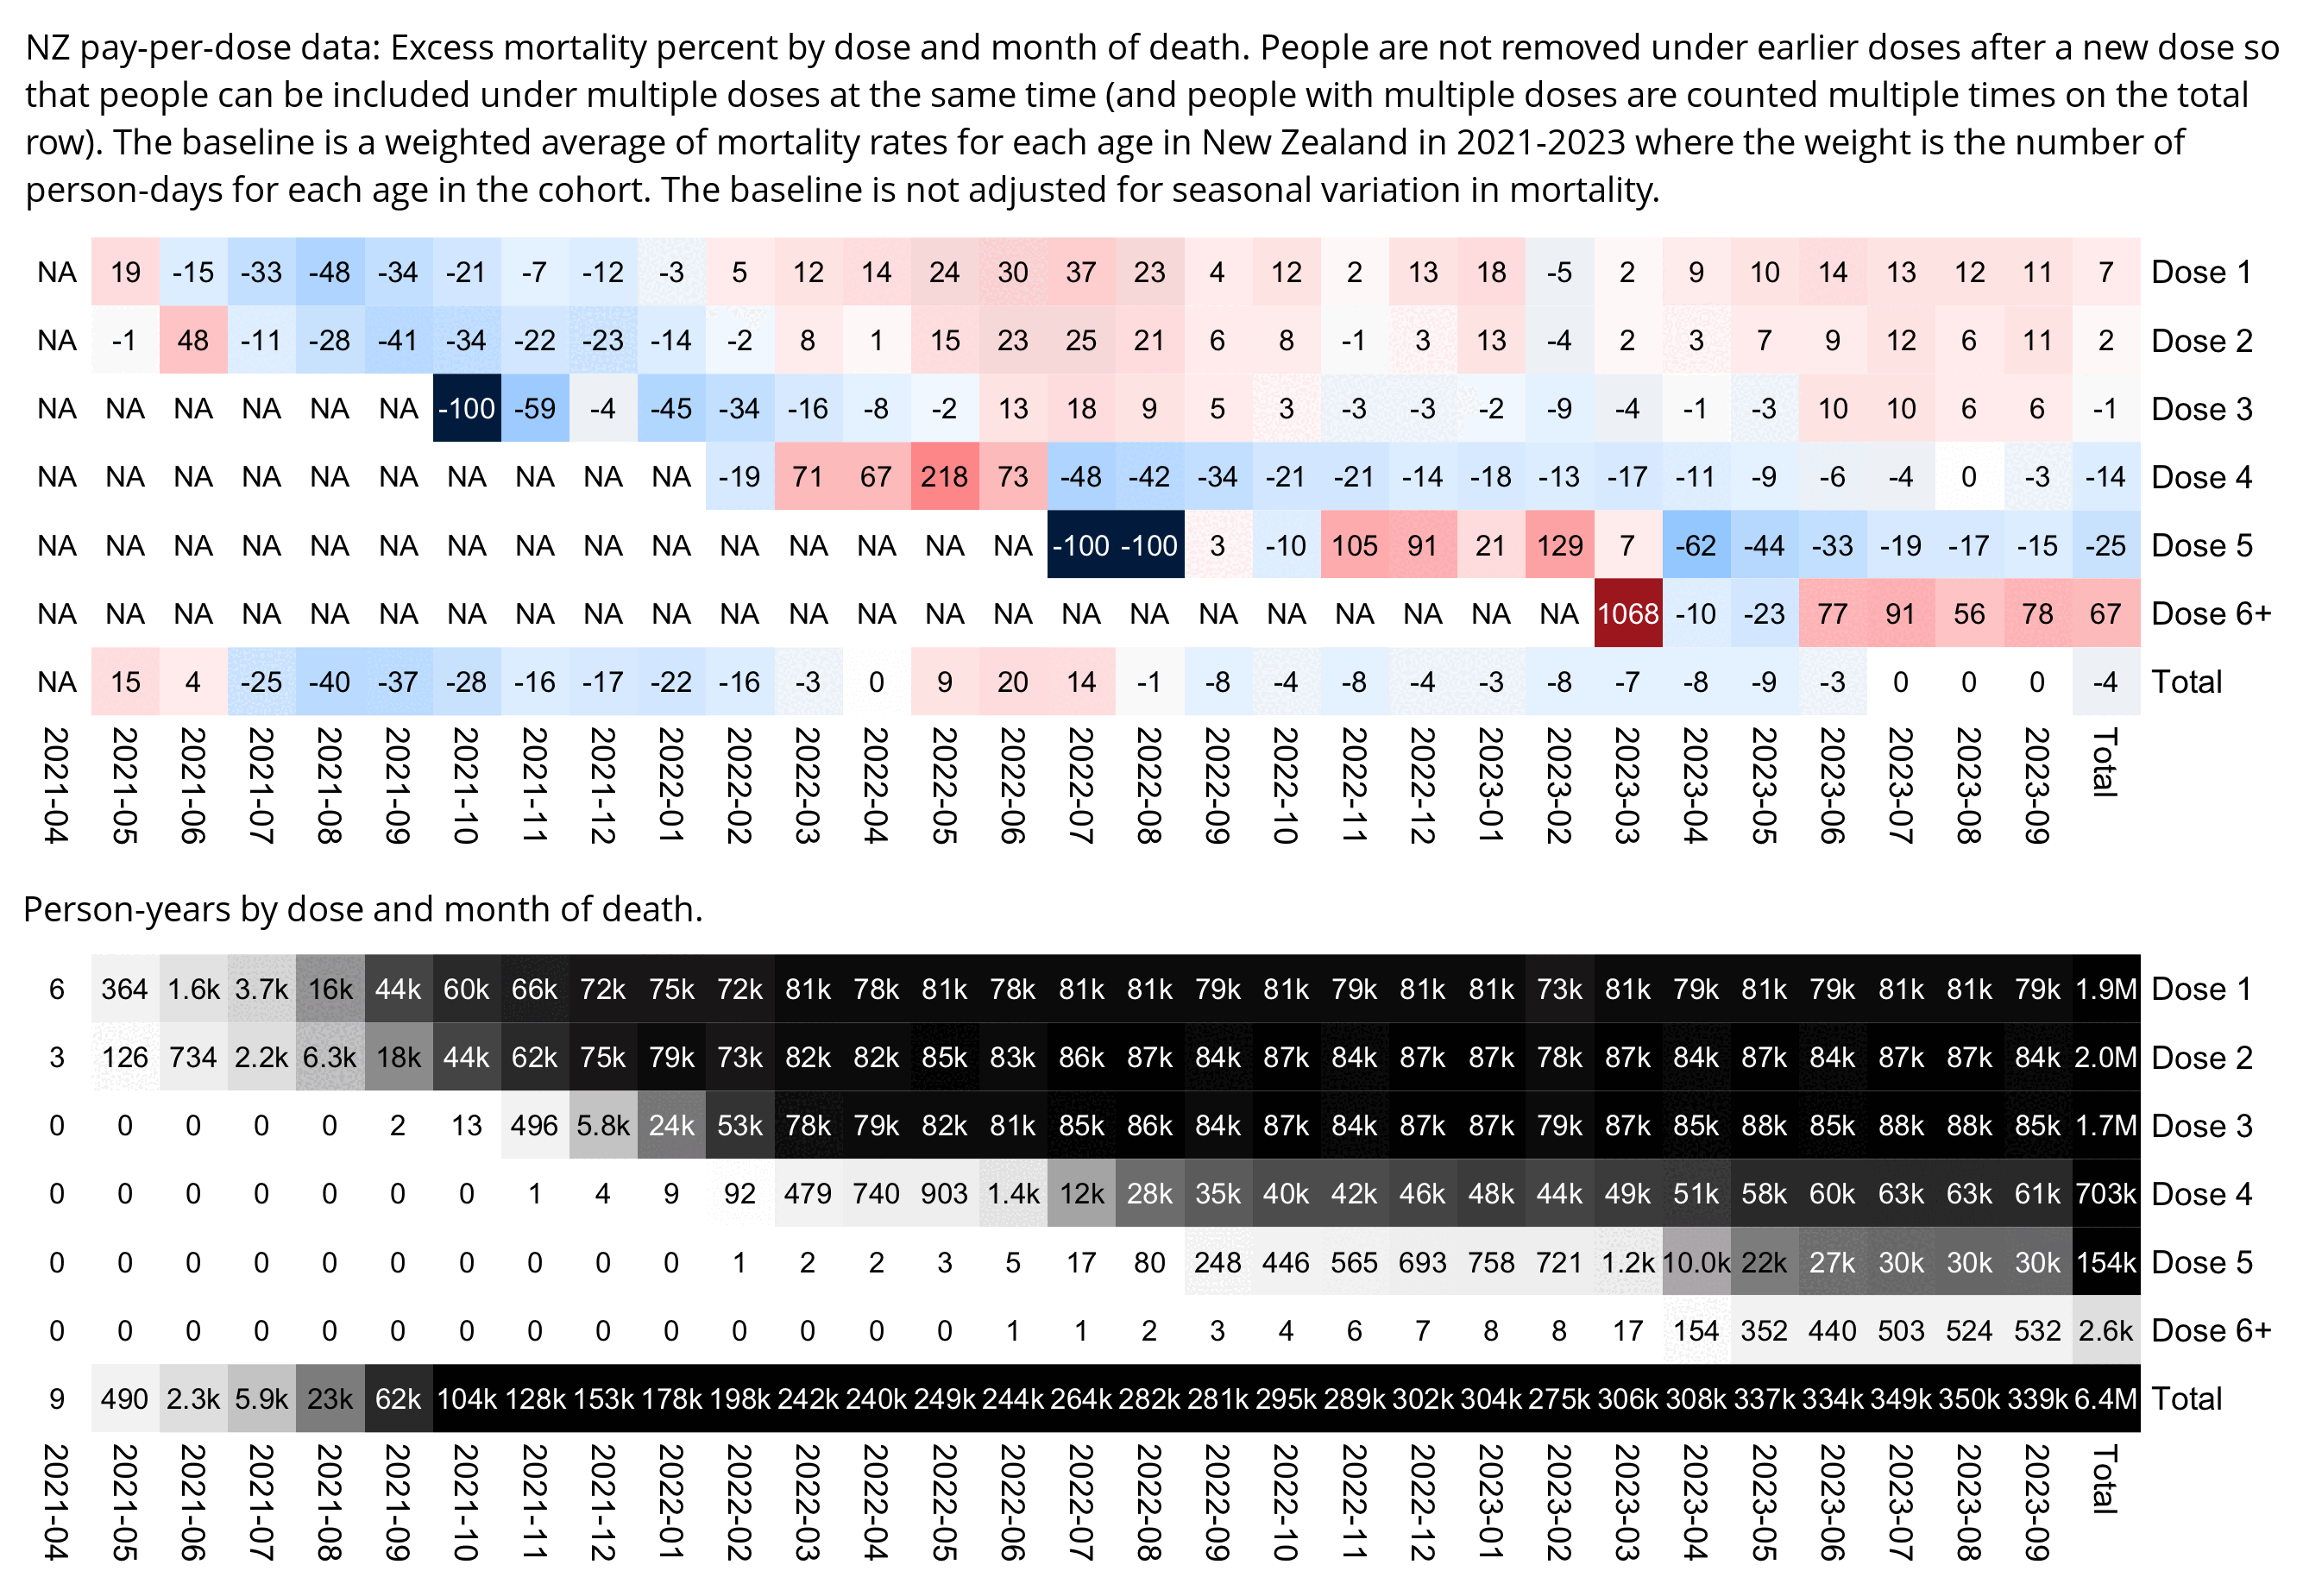 NZ pay-per-dose data: Excess mortality percent by dose and month of death. People are not removed under earlier doses after a new dose so
that people can be included under multiple doses at the same time (and people with multiple doses are counted multiple times on the total
row). The baseline is a weighted average of mortality rates for each age in New Zealand in 2021-2023 where the weight is the number of
person-days for each age in the cohort. The baseline is not adjusted for seasonal variation in mortality.
NA 19 -15 -33 -48 -34 -21 -7 -12 -3 5 12 14 24 30 37 23 4 12 2 13 18 -5 2 9 10 14 13 12 11 7 Dose 1
NA -1 48 -11 -28 -41 -34 -22 -23 -14 -2 8 1 15 23 25 21 6 8 -1 3 13 -4 2 3 7 9 12 6 11 2 Dose 2
NA NA NA NA NA NA -100 -59 -4 -45 -34 -16 -8 -2 13 18 9 5 3 -3 -3 -2 -9 -4 -1 -3 10 10 6 6 -1 Dose 3
NA NA NA NA NA NA NA NA NA NA -19 71 67 218 73 -48 -42 -34 -21 -21 -14 -18 -13 -17 -11 -9 -6 -4 0 -3 -14 Dose 4
NA NA NA NA NA NA NA NA NA NA NA NA NA NA NA -100 -100 3 -10 105 91 21 129 7 -62 -44 -33 -19 -17 -15 -25 Dose 5
NA NA NA NA NA NA NA NA NA NA NA NA NA NA NA NA NA NA NA NA NA NA NA 1068 -10 -23 77 91 56 78 67 Dose 6+
NA 15 4 -25 -40 -37 -28 -16 -17 -22 -16 -3 0 9 20 14 -1 -8 -4 -8 -4 -3 -8 -7 -8 -9 -3 0 0 0 -4 Total
2021-04 2021-05 2021-06 2021-07 2021-08 2021-09 2021-10 2021-11 2021-12 2022-01 2022-02 2022-03 2022-04 2022-05 2022-06 2022-07 2022-08 2022-09 2022-10 2022-11 2022-12 2023-01 2023-02 2023-03 2023-04 2023-05 2023-06 2023-07 2023-08 2023-09 Total
Person-years by dose and month of death.
6 364 1.6k 3.7k 16k 44k 60k 66k 72k 75k 72k 81k 78k 81k 78k 81k 81k 79k 81k 79k 81k 81k 73k 81k 79k 81k 79k 81k 81k 79k 1.9M Dose 1
3 126 734 2.2k 6.3k 18k 44k 62k 75k 79k 73k 82k 82k 85k 83k 86k 87k 84k 87k 84k 87k 87k 78k 87k 84k 87k 84k 87k 87k 84k 2.0M Dose 2
0 0 0 0 0 2 13 496 5.8k 24k 53k 78k 79k 82k 81k 85k 86k 84k 87k 84k 87k 87k 79k 87k 85k 88k 85k 88k 88k 85k 1.7M Dose 3
0 0 0 0 0 0 0 1 4 9 92 479 740 903 1.4k 12k 28k 35k 40k 42k 46k 48k 44k 49k 51k 58k 60k 63k 63k 61k 703k Dose 4
0 0 0 0 0 0 0 0 0 0 1 2 2 3 5 17 80 248 446 565 693 758 721 1.2k 10.0k 22k 27k 30k 30k 30k 154k Dose 5
0 0 0 0 0 0 0 0 0 0 0 0 0 0 1 1 2 3 4 6 7 8 8 17 154 352 440 503 524 532 2.6k Dose 6+
9 490 2.3k 5.9k 23k 62k 104k 128k 153k 178k 198k 242k 240k 249k 244k 264k 282k 281k 295k 289k 302k 304k 275k 306k 308k 337k 334k 349k 350k 339k 6.4M Total
2021-04 2021-05 2021-06 2021-07 2021-08 2021-09 2021-10 2021-11 2021-12 2022-01 2022-02 2022-03 2022-04 2022-05 2022-06 2022-07 2022-08 2022-09 2022-10 2022-11 2022-12 2023-01 2023-02 2023-03 2023-04 2023-05 2023-06 2023-07 2023-08 2023-09 Total